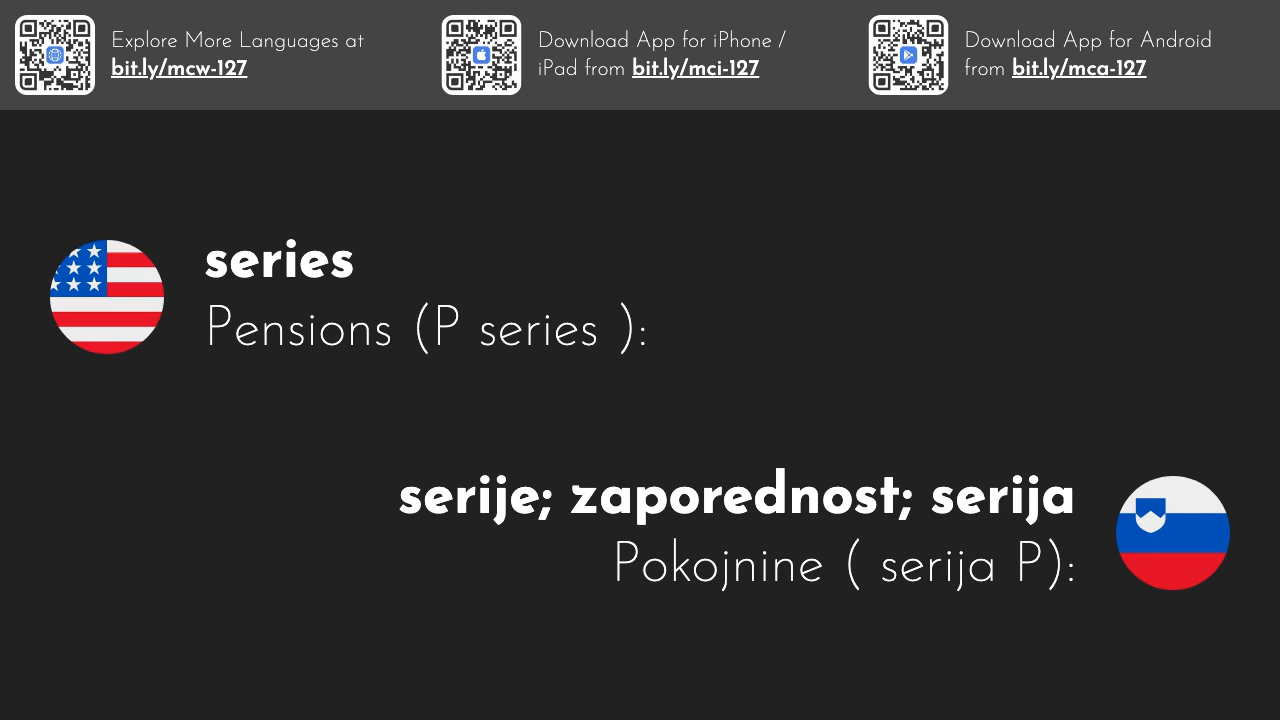 Explore More Languages at
bit.ly/mcw-127
Download App for iPhone /
iPad from bit.ly/mci-127
Download App for Android
from bit.ly/mca-127
series
Pensions (P series ):
serije; zaporednost; serija
Pokojnine ( serija P):